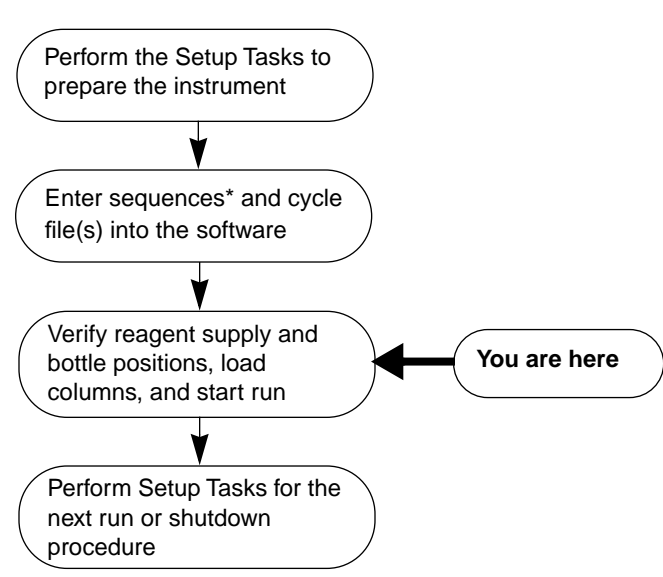 Perform the Setup Tasks to
prepare the instrument
Enter sequences* and cycle
file(s) into the software
Verify reagent supply and
bottle positions, load
columns, and start run
You are here
Perform Setup Tasks for the
next run or shutdown
procedure